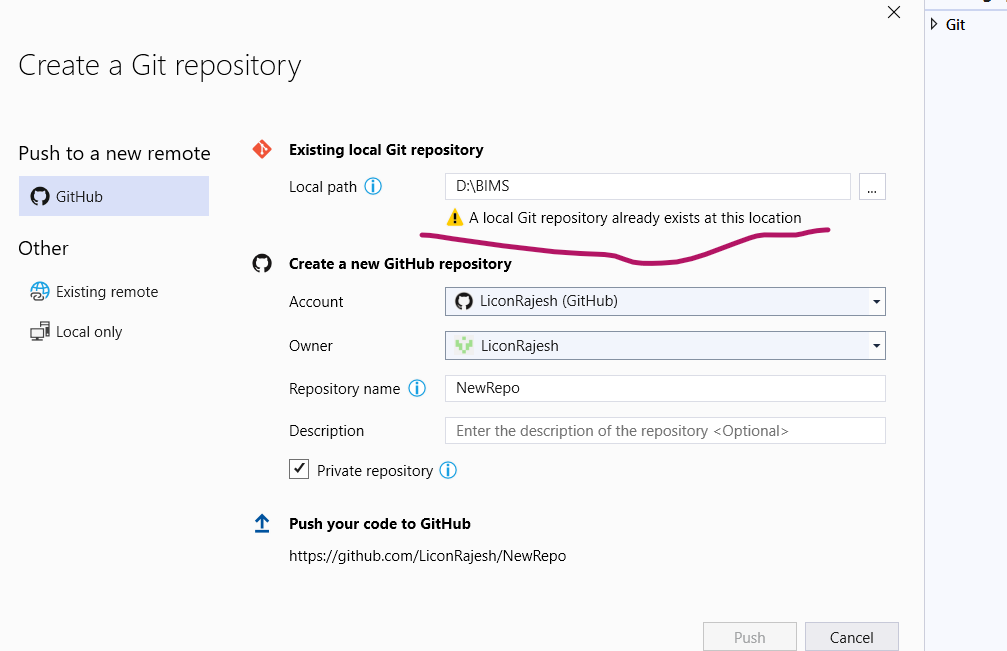 Create a Git repository
Git
Push to a new remote
GitHub
Other
Existing remote
Local only
Existing local Git repository
Local path
D:\BIMS
...
A local Git repository already exists at this location
Create a new GitHub repository
Account
LiconRajesh (GitHub)
Owner
LiconRajesh
Repository name
NewRepo
Description
Enter the description of the repository <Optional>
Private repository
Push your code to GitHub
https://github.com/LiconRajesh/NewRepo
Push
Cancel